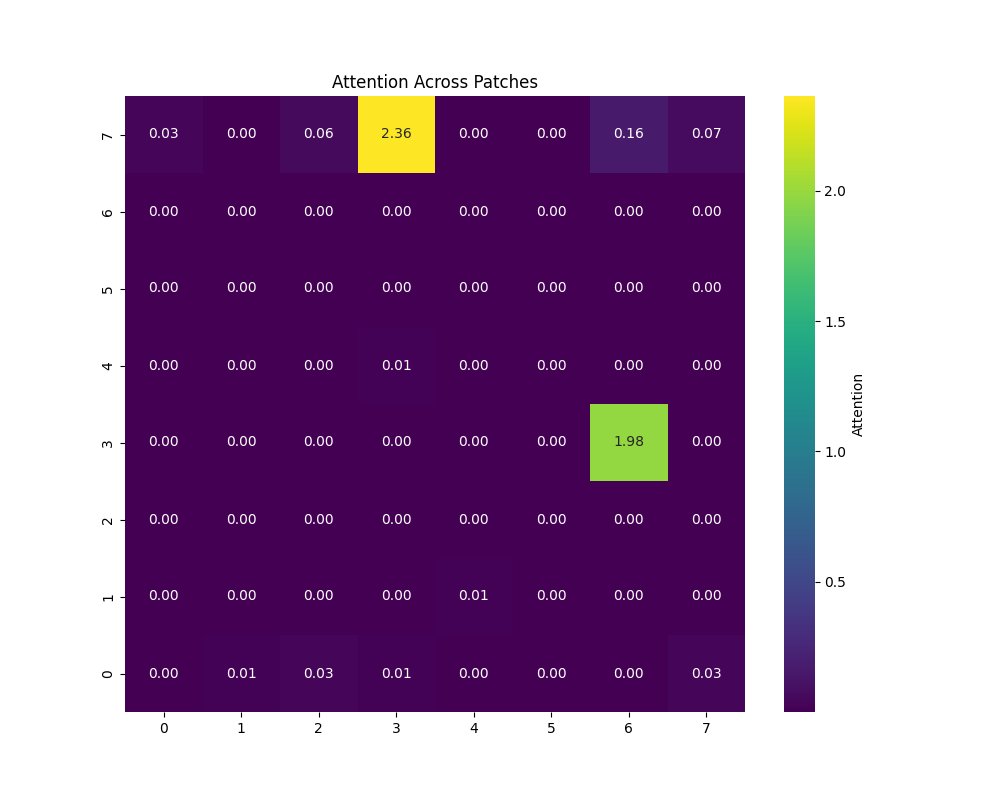 Attention Across Patches
7 0.03 0.00 0.06 2.36 0.00 0.00 0.16 0.07
6 0.00 0.00 0.00 0.00 0.00 0.00 0.00 0.00
5 0.00 0.00 0.00 0.00 0.00 0.00 0.00 0.00
4 0.00 0.00 0.00 0.01 0.00 0.00 0.00 0.00
3 0.00 0.00 0.00 0.00 0.00 0.00 1.98 0.00
2 0.00 0.00 0.00 0.00 0.00 0.00 0.00 0.00
1 0.00 0.00 0.00 0.00 0.01 0.00 0.00 0.00
0 0.00 0.01 0.03 0.01 0.00 0.00 0.00 0.03
0 1 2 3 4 5 6 7
2.0
1.5
1.0
0.5
Attention